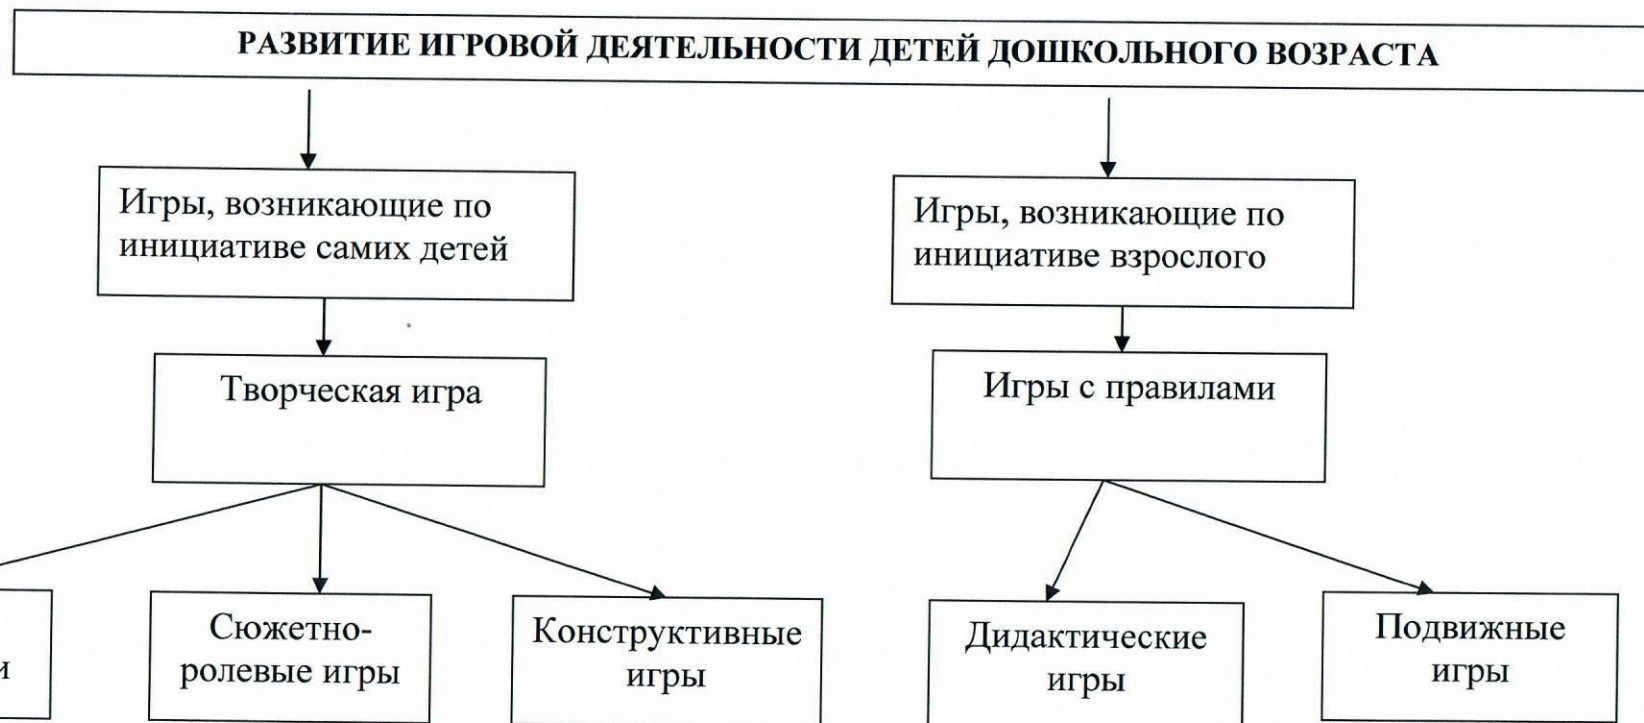 РАЗВИТИЕ ИГРОВОЙ ДЕЯТЕЛЬНОСТИ ДЕТЕЙ ДОШКОЛЬНОГО ВОЗРАСТА
Игры, возникающие по
инициативе самих детей
Игры, возникающие по
инициативе взрослого
Творческая игра
Игры с правилами
Сюжетно-
ролевые игры
Конструктивные
игры
Дидактические
игры
Подвижные
игры